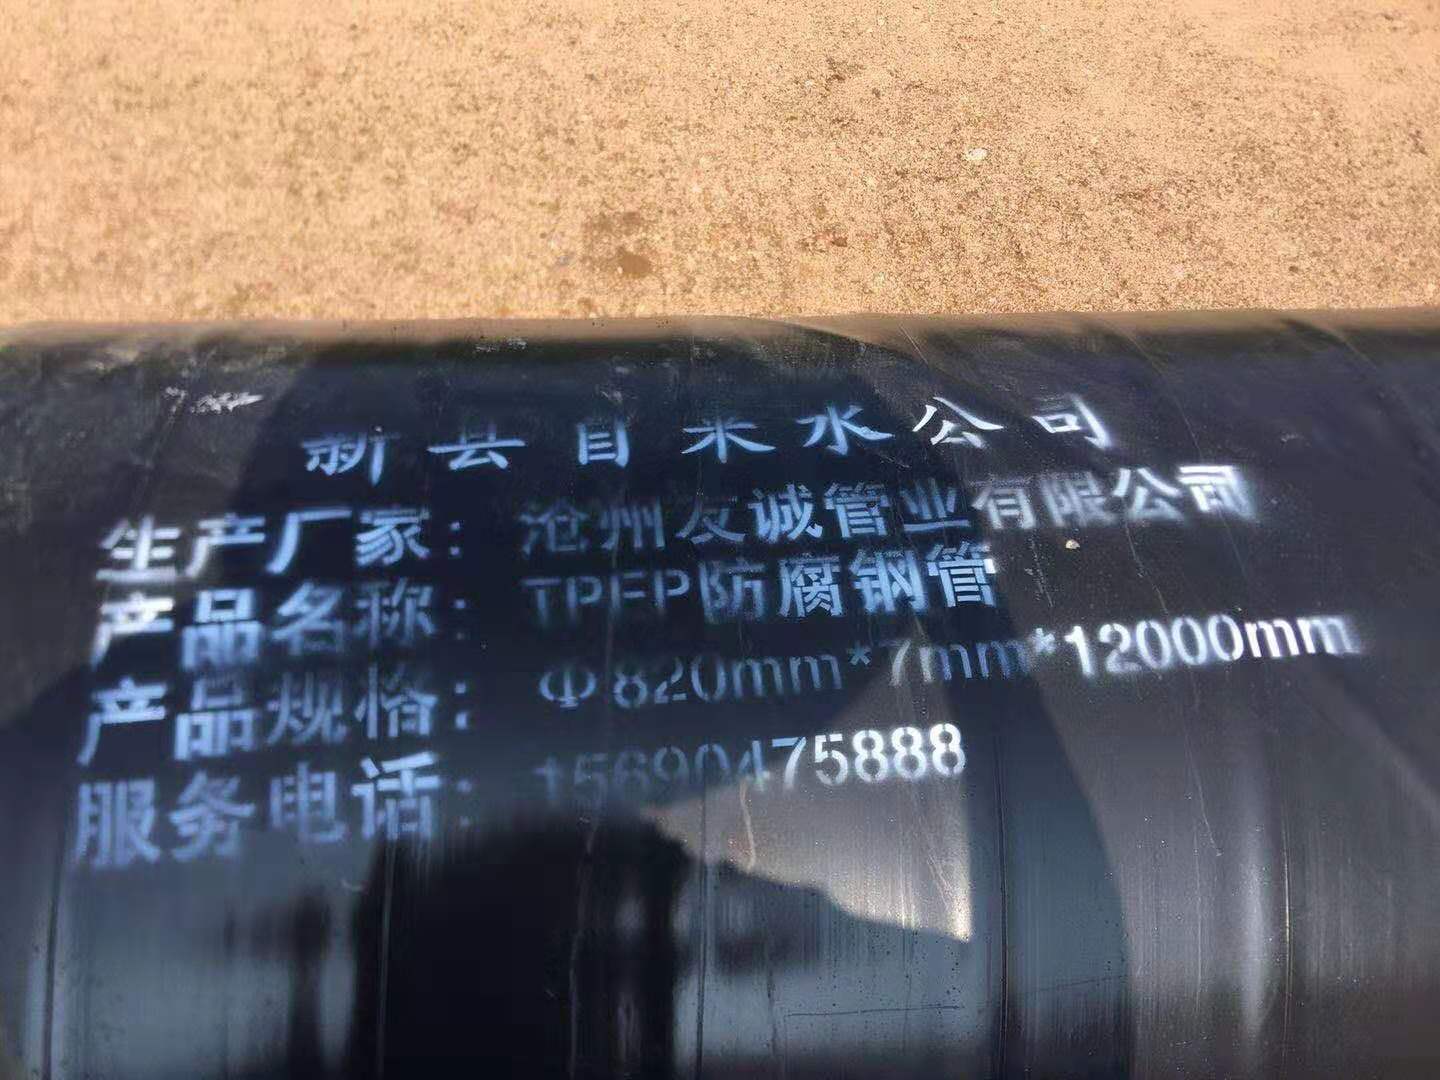 新县自来水公司
生产厂家：沧州友诚管业有限公司
产品名称：TPEP防腐钢管
产品规格：Φ820mm*7mm*12000mm
服务电话：15690475888